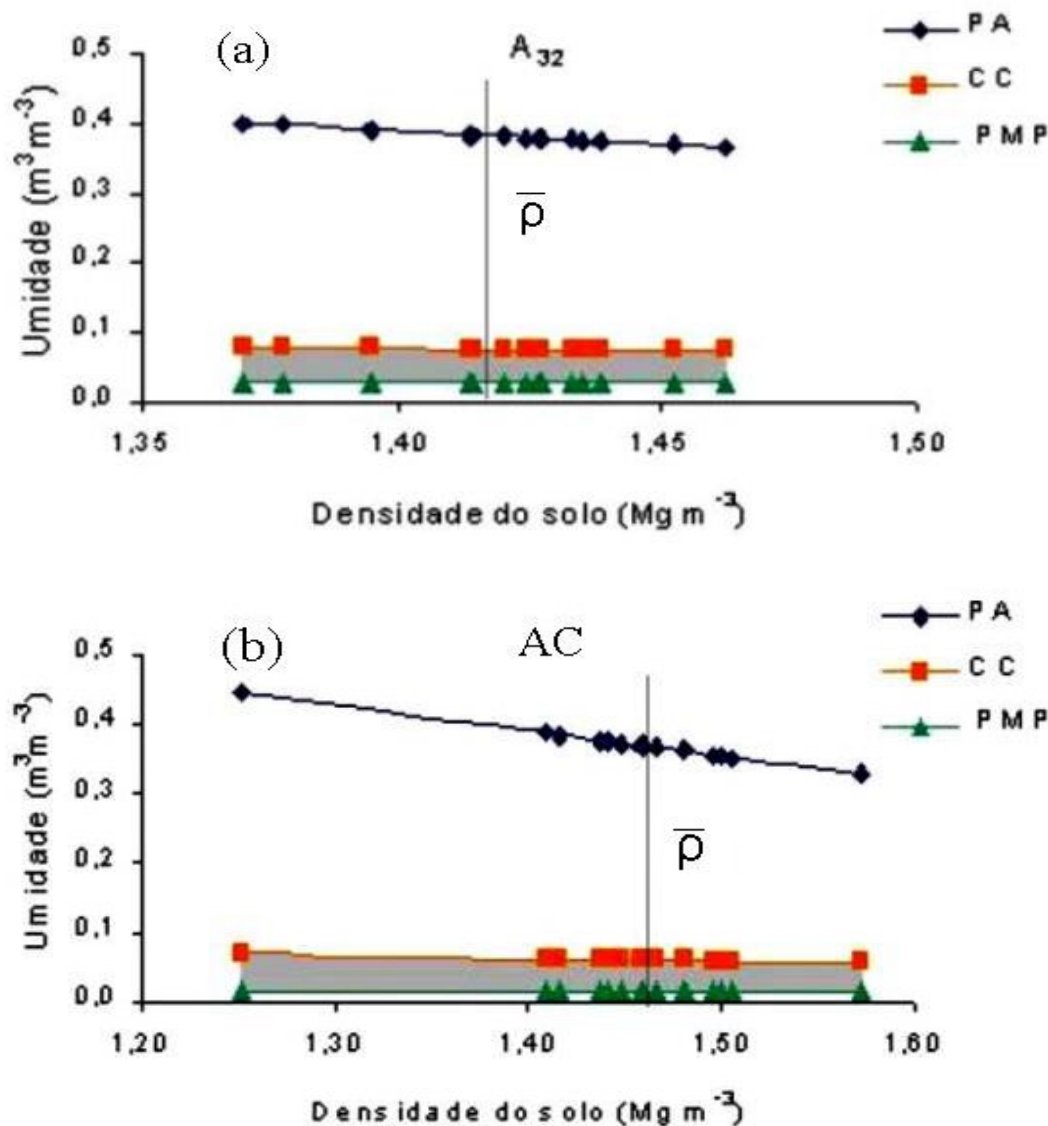 (a)
A32
PA
CC
PMP
Umidade (m³ m⁻³)
0,5
0,4
0,3
0,2
0,1
0,0
ρ̅
1,35 1,40 1,45 1,50
Densidade do solo (Mg m⁻³)
(b)
AC
PA
CC
PMP
Umidade (m³m⁻³)
0,5
0,4
0,3
0,2
0,1
0,0
ρ̅
1,20 1,30 1,40 1,50 1,60
Densidade do solo (Mg m⁻³)